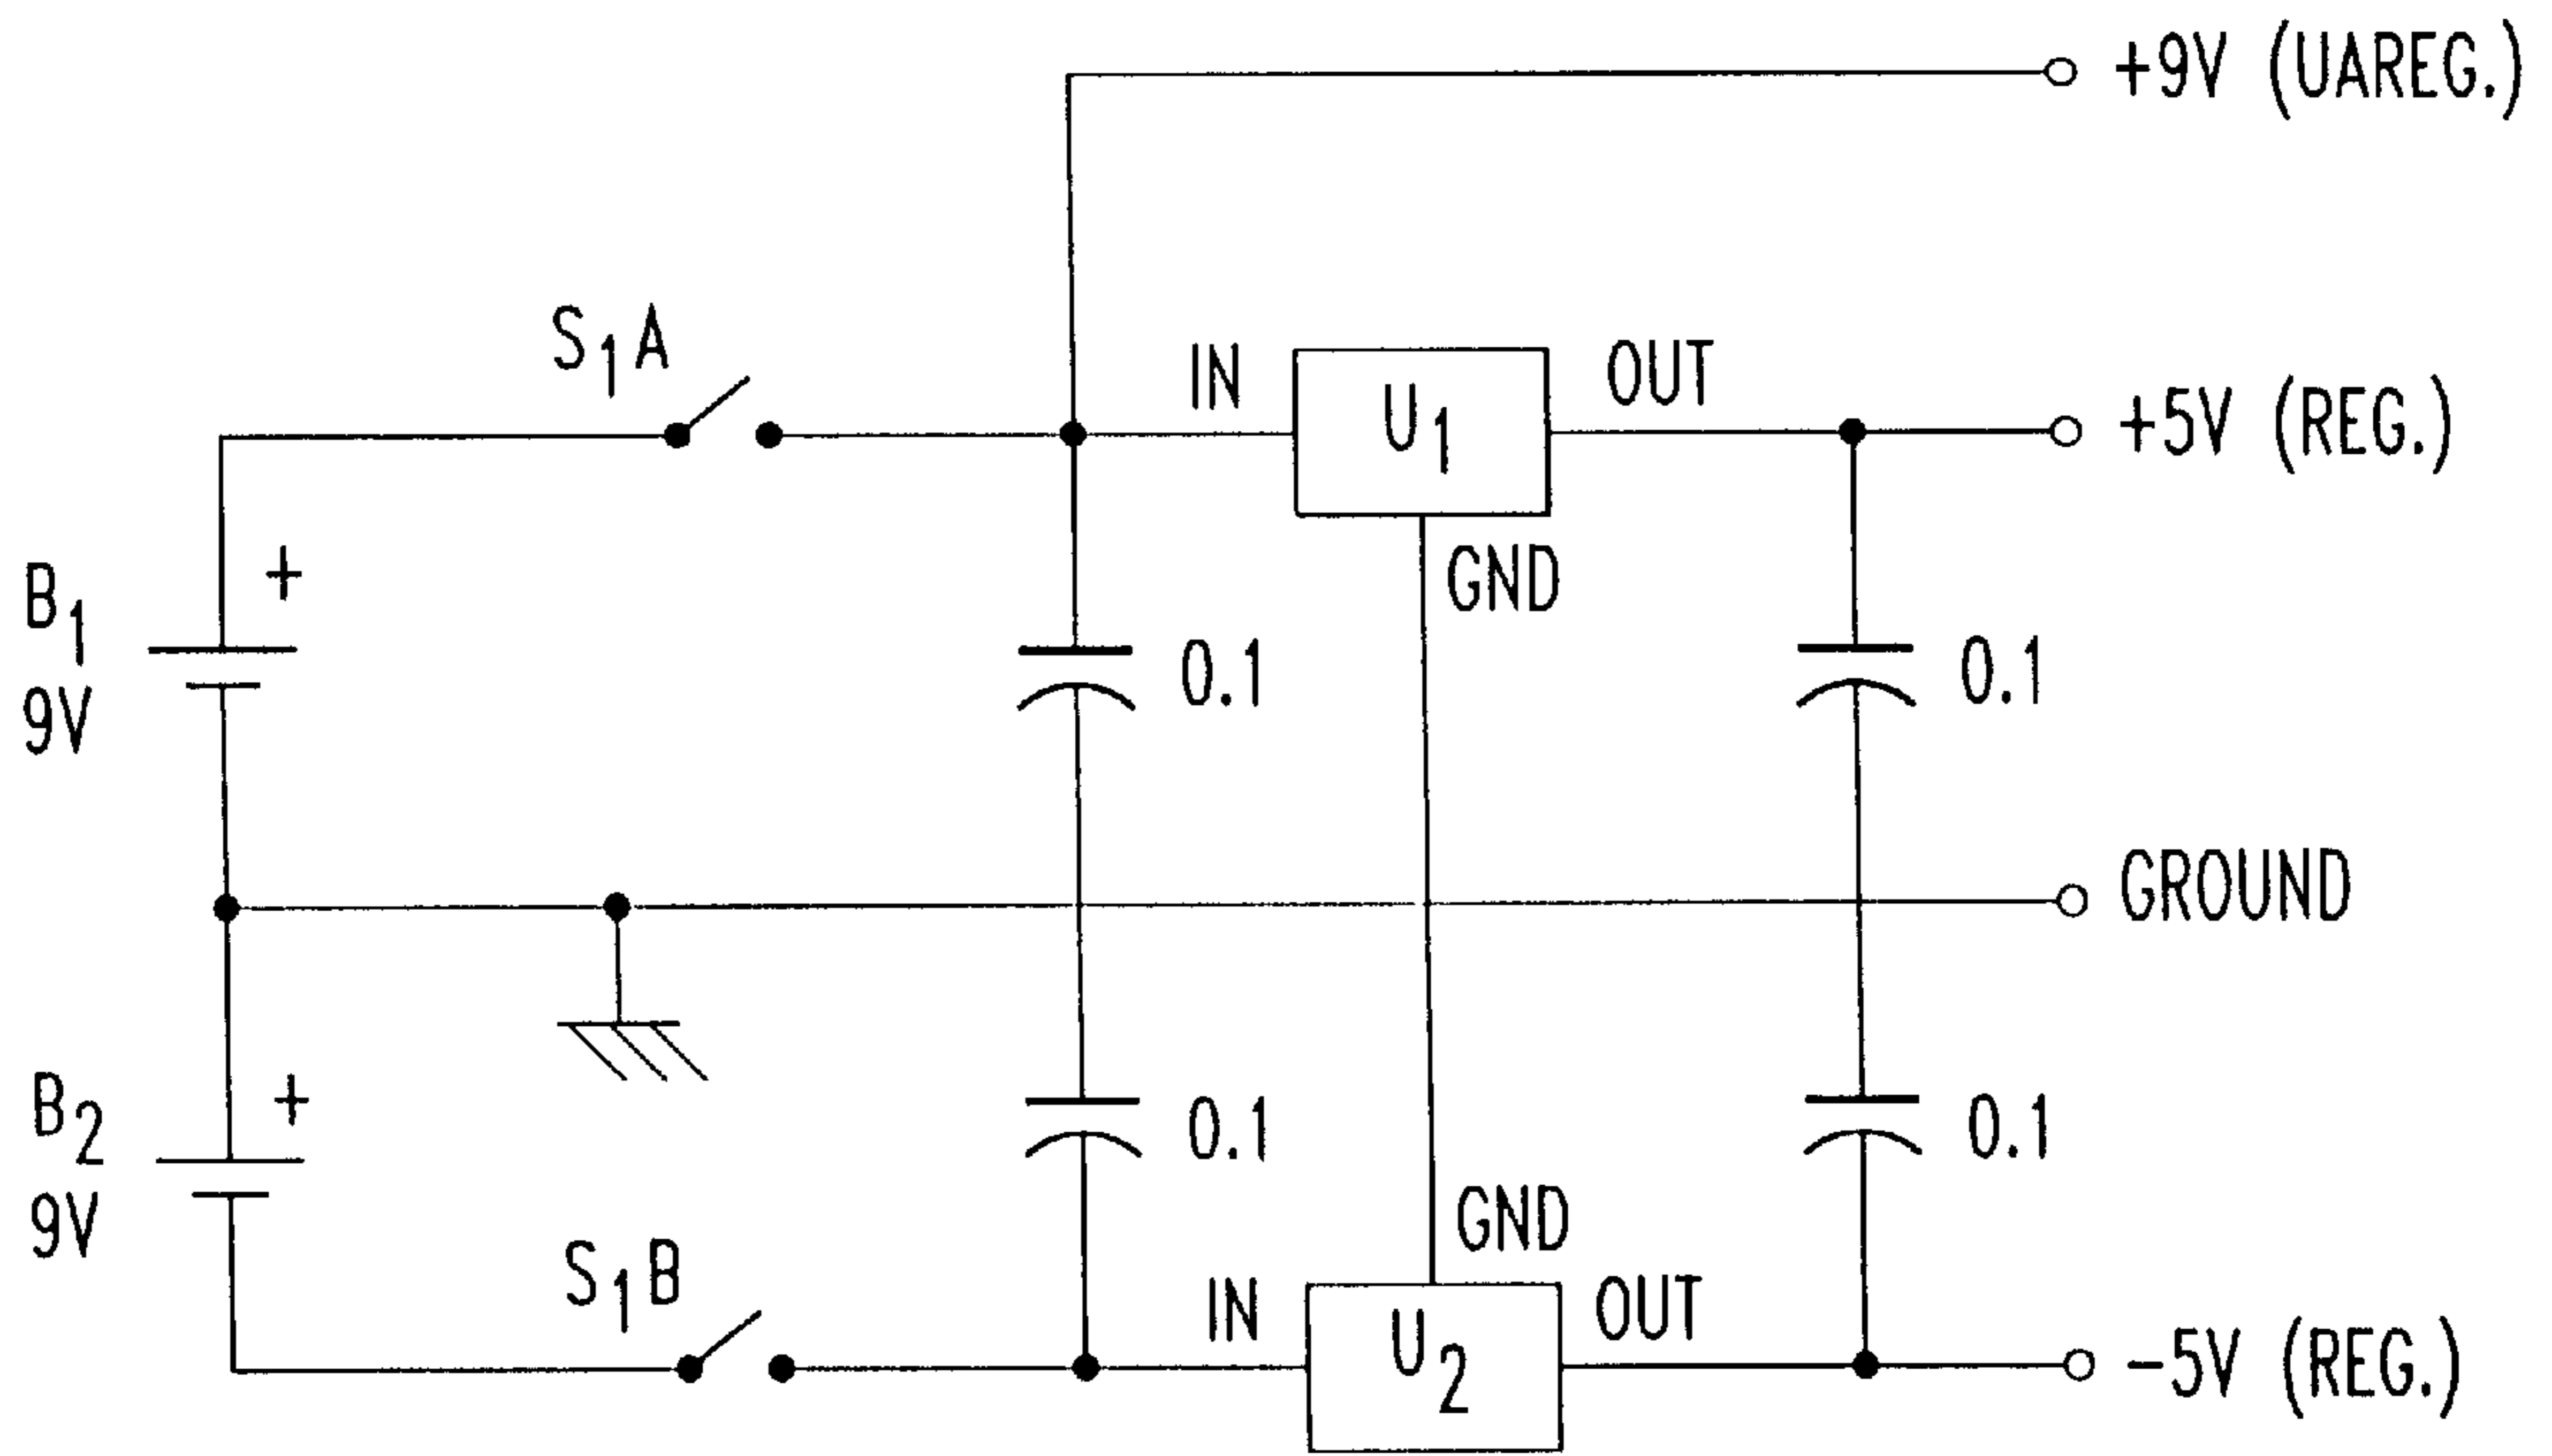 +9V (UAREG.)
S1A
IN
U1
OUT
+5V (REG.)
GND
B1
9V
+
0.1
0.1
GROUND
B2
9V
+
0.1
0.1
GND
S1B
IN
U2
OUT
-5V (REG.)